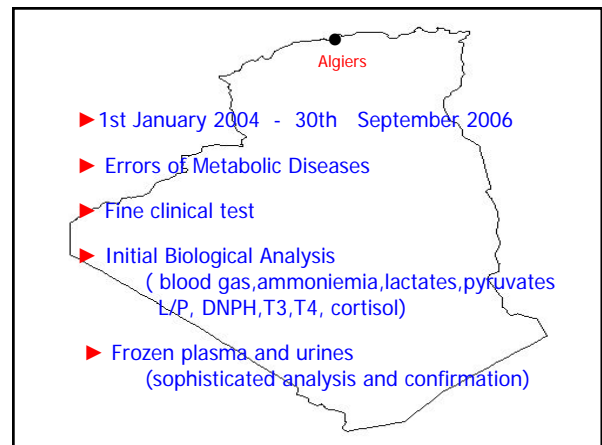 Algiers
►1st January 2004 - 30th September 2006
► Errors of Metabolic Diseases
► Fine clinical test
► Initial Biological Analysis
( blood gas,ammoniemia,lactates,pyruvates
L/P, DNPH,T3,T4, cortisol)
► Frozen plasma and urines
(sophisticated analysis and confirmation)